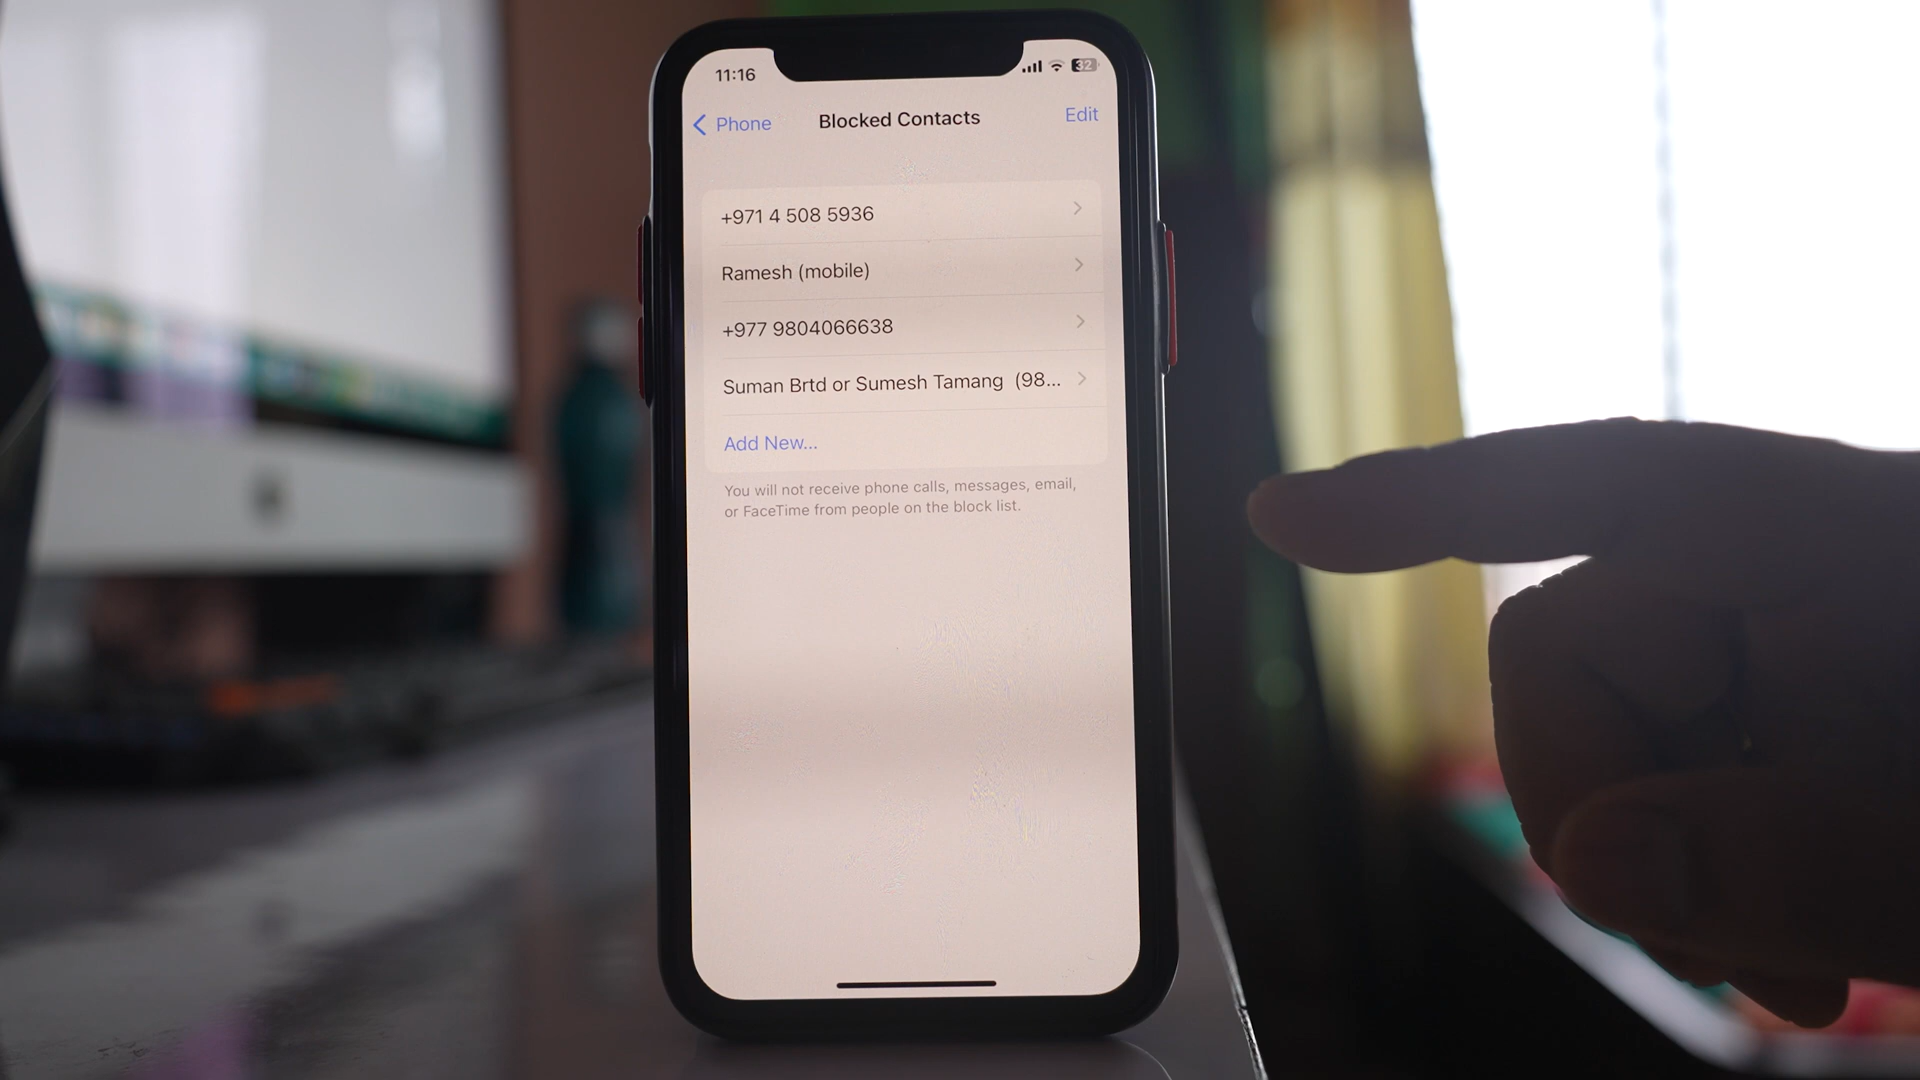 11:16
32
Phone
Blocked Contacts
Edit
+971 4 508 5936
Ramesh (mobile)
+977 9804066638
Suman Brtd or Sumesh Tamang (98...
Add New...
You will not receive phone calls, messages, email,
or FaceTime from people on the block list.